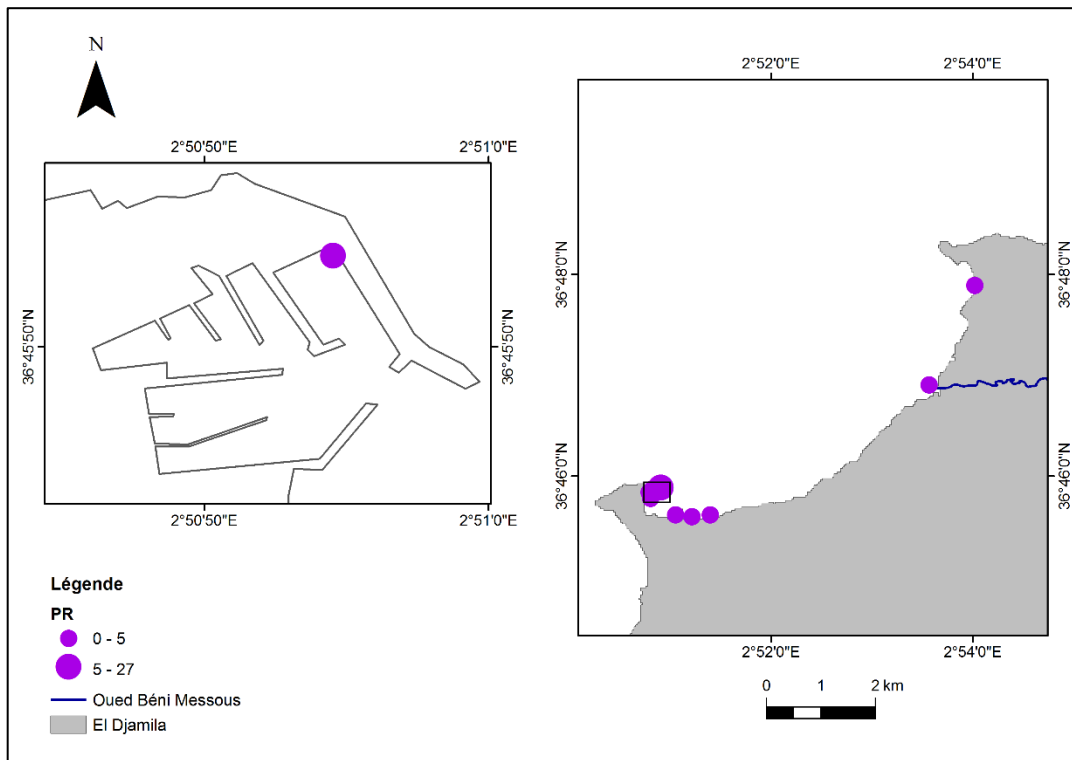 N
2°50'50"E
2°51'0"E
36°45'50"N
36°45'50"N
2°50'50"E
2°51'0"E
2°52'0"E
2°54'0"E
36°48'0"N
36°48'0"N
36°46'0"N
36°46'0"N
2°52'0"E
2°54'0"E
Légende
PR
0 - 5
5 - 27
Oued Béni Messous
El Djamila
0 1 2 km